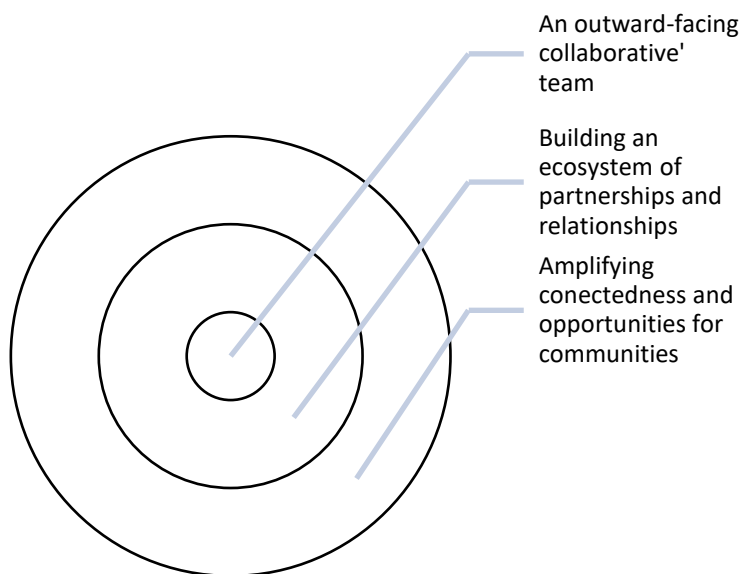 An outward-facing
collaborative'
team
Building an
ecosystem of
partnerships and
relationships
Amplifying
conectedness and
opportunities for
communities